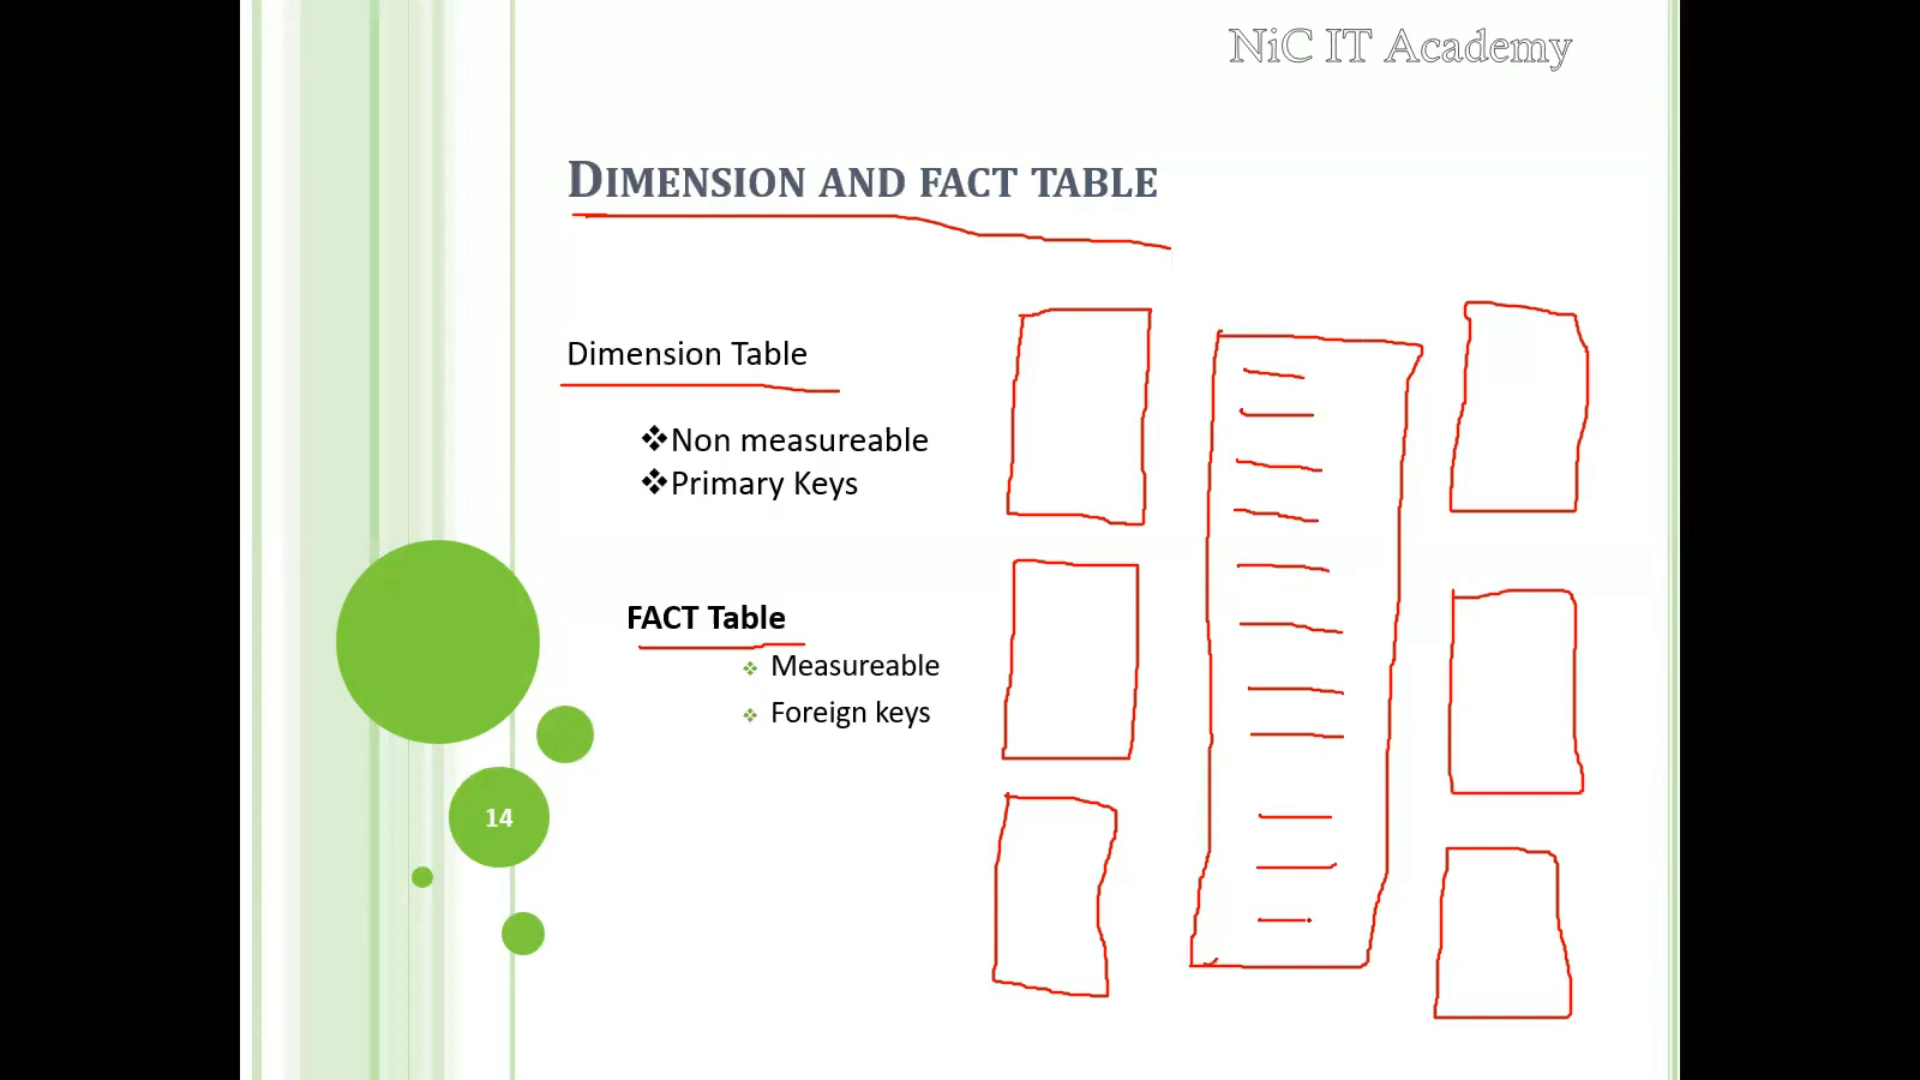 NiC IT Academy
DIMENSION AND FACT TABLE
Dimension Table
❖Non measureable
❖Primary Keys
FACT Table
❖ Measureable
❖ Foreign keys
14